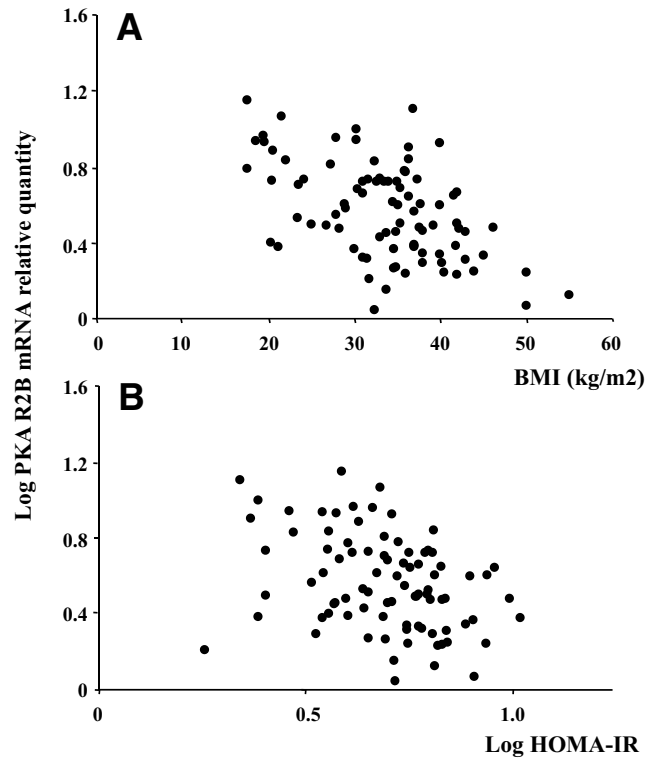 Log PKA R2B mRNA relative quantity
A
1.6
1.2
0.8
0.4
0
0 10 20 30 40 50 60
BMI (kg/m2)
B
1.6
1.2
0.8
0.4
0
0 0.5 1.0
Log HOMA-IR